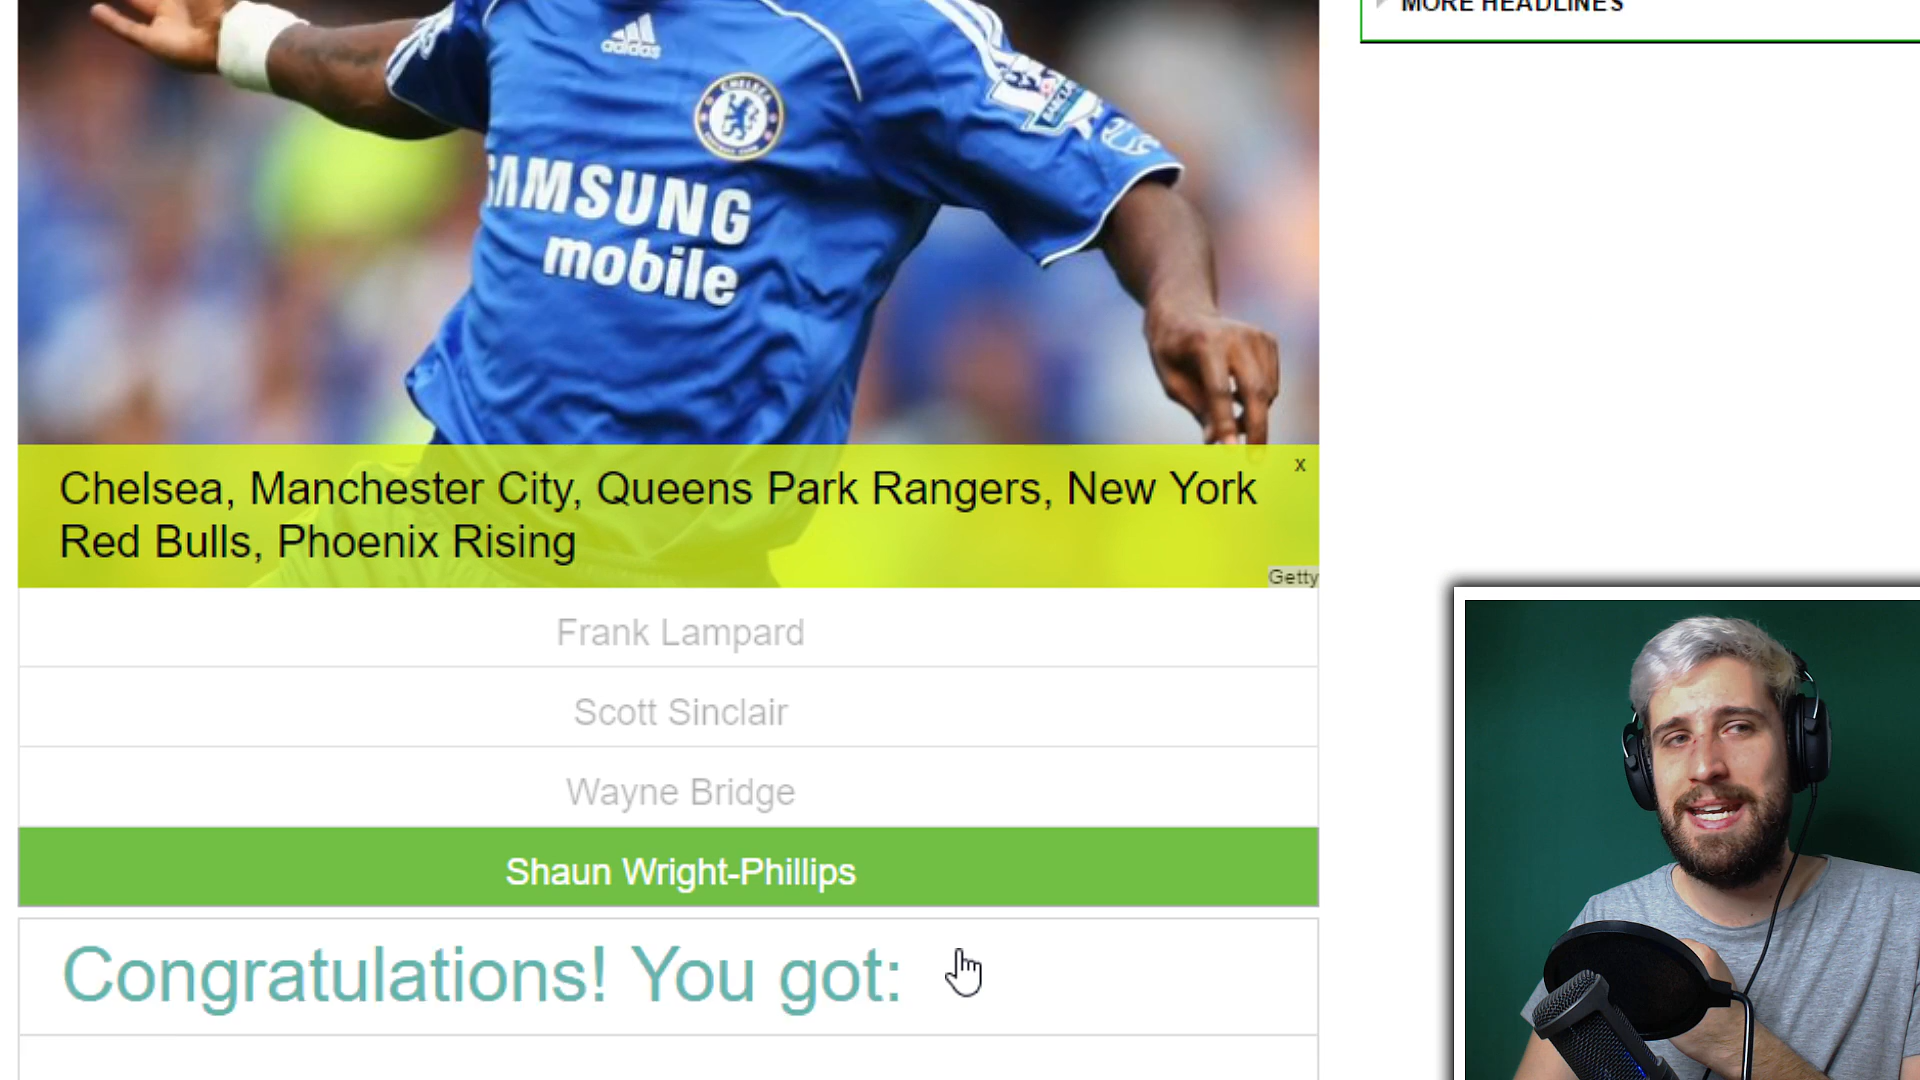 MORE HEADLINES
adidas
CHELSEA
SAMSUNG
mobile
x
Chelsea, Manchester City, Queens Park Rangers, New York
Red Bulls, Phoenix Rising
Getty
Frank Lampard
Scott Sinclair
Wayne Bridge
Shaun Wright-Phillips
Congratulations! You got: